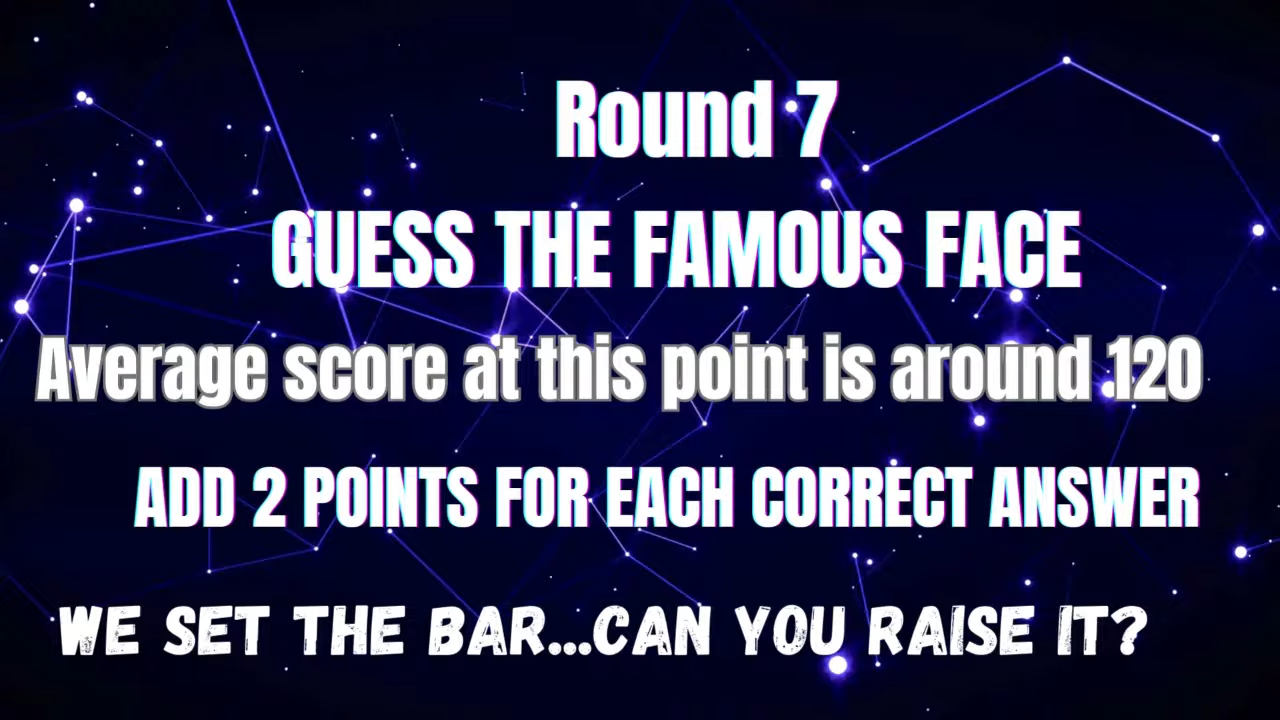 Round 7
GUESS THE FAMOUS FACE
Average score at this point is around 120
ADD 2 POINTS FOR EACH CORRECT ANSWER
WE SET THE BAR...CAN YOU RAISE IT?